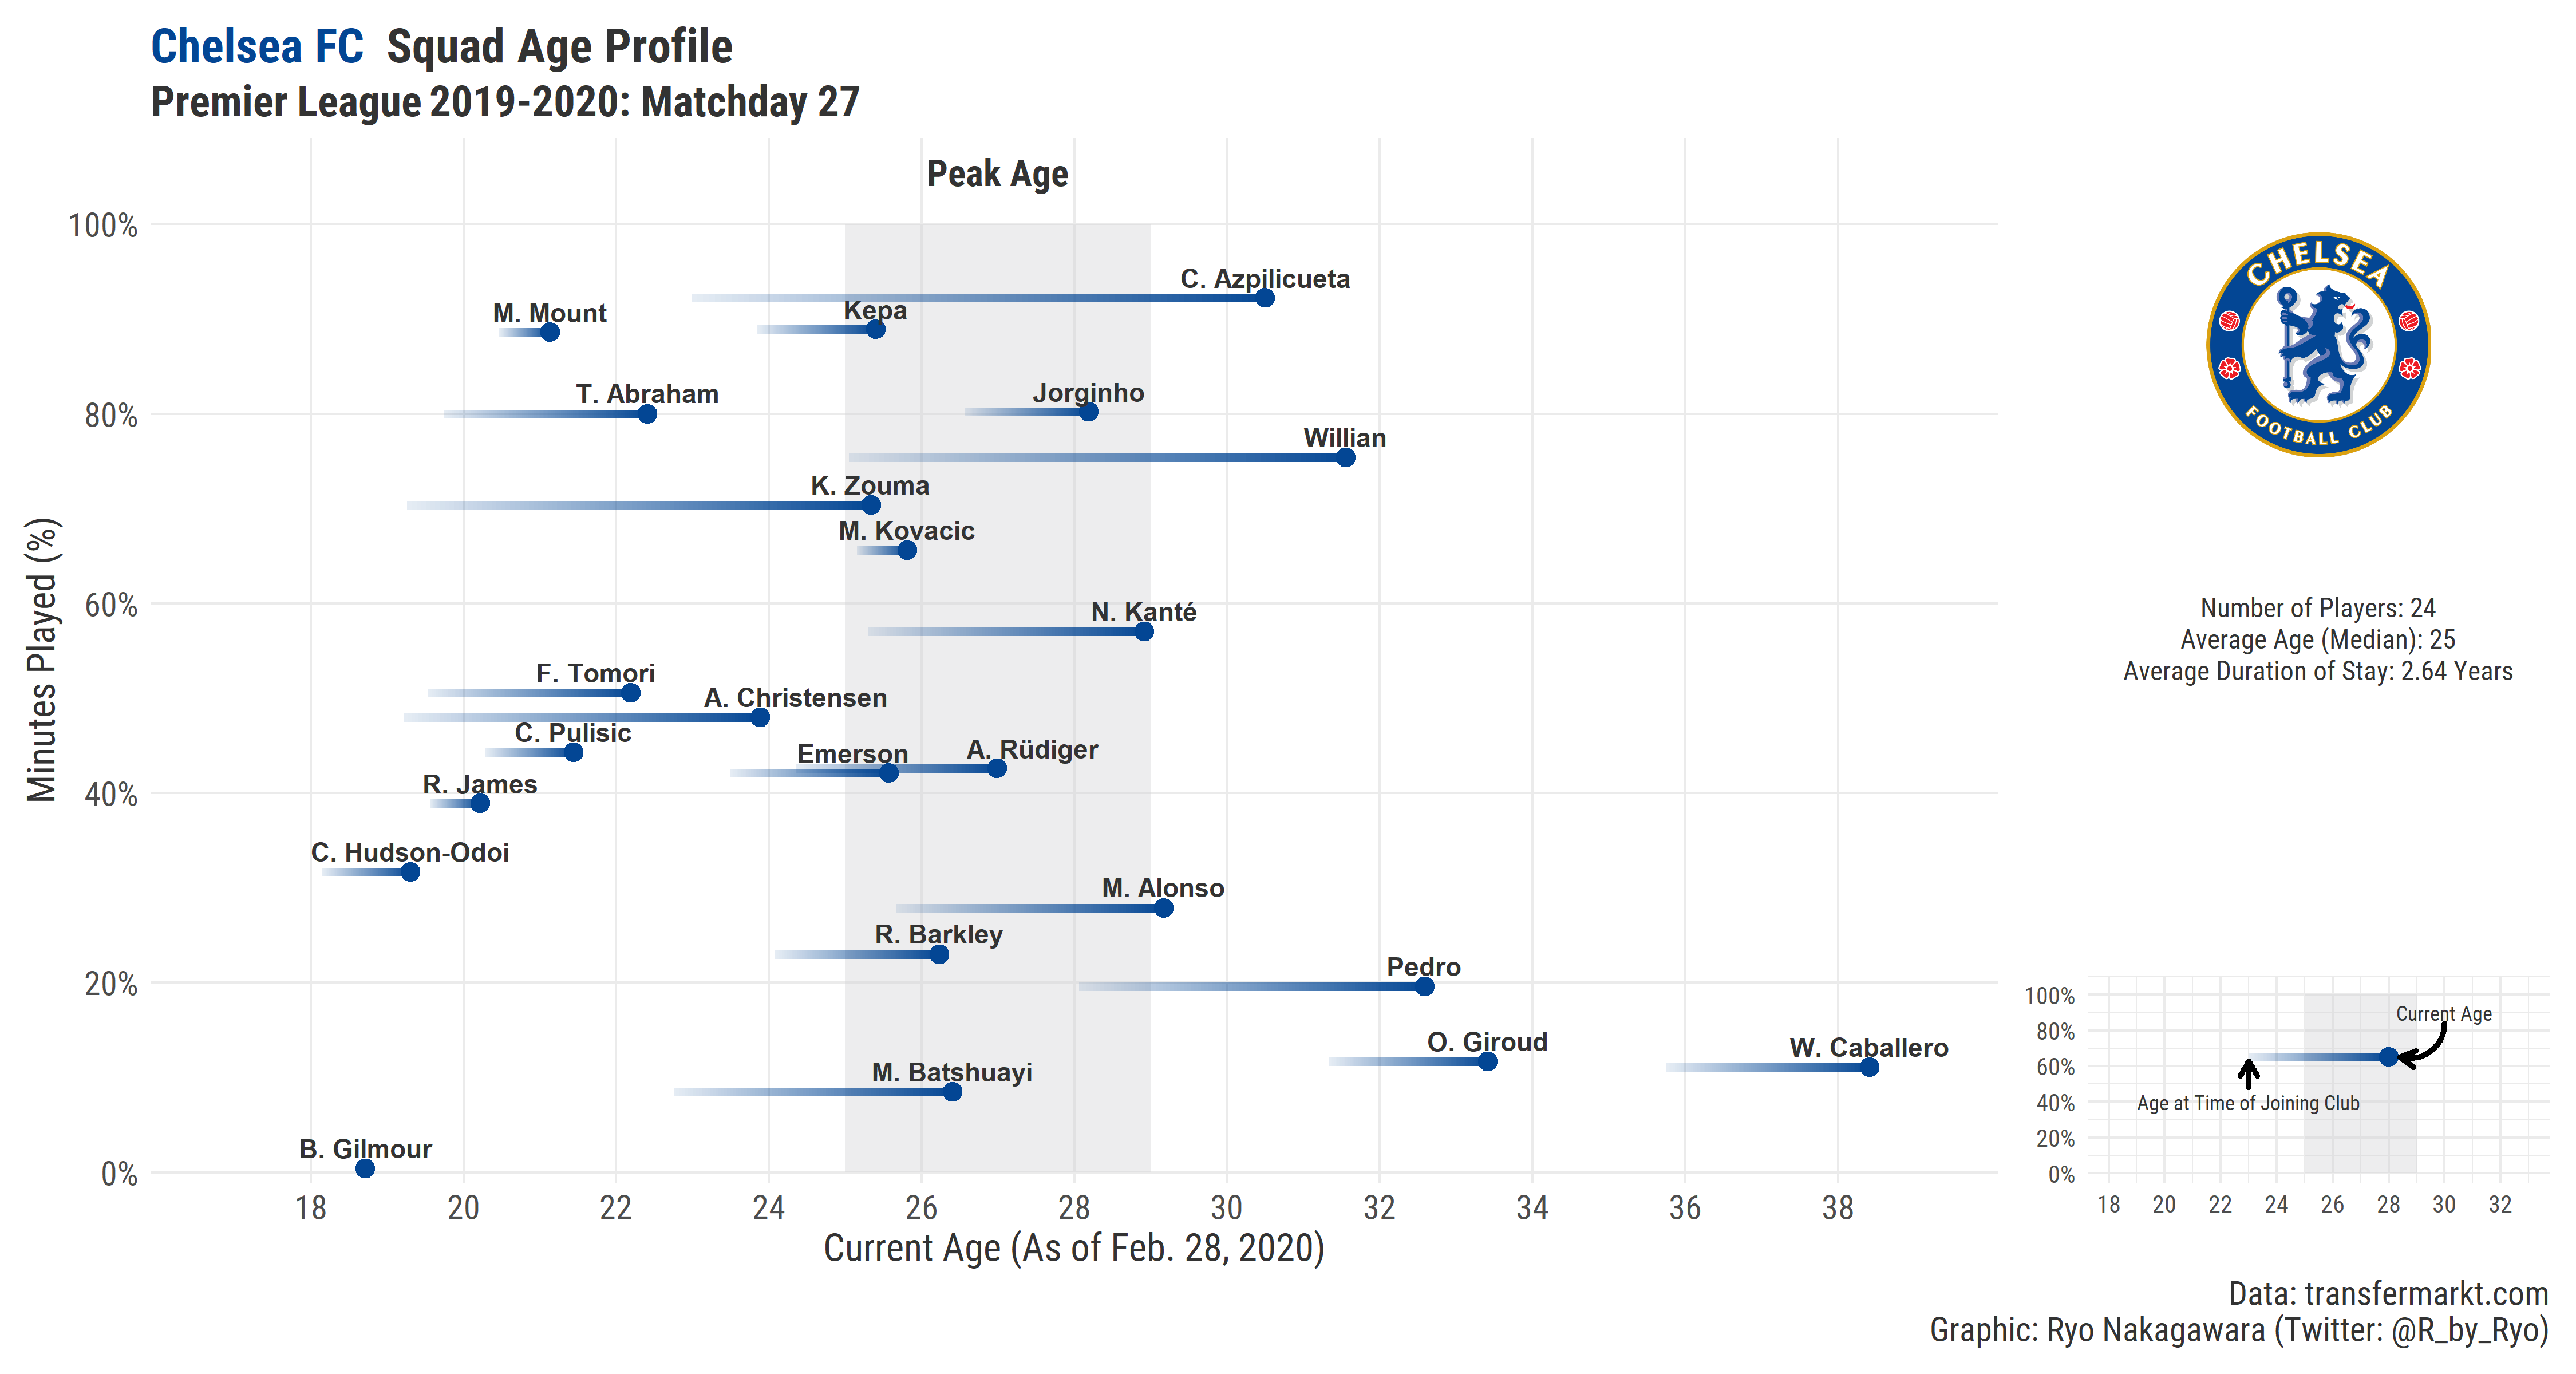 Chelsea FC Squad Age Profile
Premier League 2019-2020: Matchday 27
Peak Age
100%
80%
60%
40%
20%
0%
Minutes Played (%)
C. Azpilicueta
Kepa
M. Mount
T. Abraham
Jorginho
Willian
K. Zouma
M. Kovacic
N. Kanté
F. Tomori
A. Christensen
C. Pulisic
Emerson
A. Rüdiger
R. James
C. Hudson-Odoi
M. Alonso
R. Barkley
Pedro
O. Giroud
W. Caballero
M. Batshuayi
B. Gilmour
18 20 22 24 26 28 30 32 34 36 38
Current Age (As of Feb. 28, 2020)
CHELSEA
FOOTBALL CLUB
Number of Players: 24
Average Age (Median): 25
Average Duration of Stay: 2.64 Years
100%
80%
60%
40%
20%
0%
Current Age
Age at Time of Joining Club
18 20 22 24 26 28 30 32
Data: transfermarkt.com
Graphic: Ryo Nakagawara (Twitter: @R_by_Ryo)